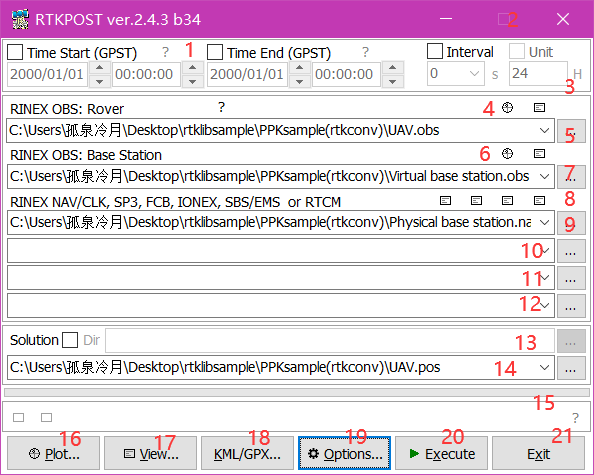 RTKPOST ver.2.4.3 b34 2
Time Start (GPST) ? 1 Time End (GPST) ? Interval Unit
2000/01/01 00:00:00 2000/01/01 00:00:00 0 s 24 H
3
RINEX OBS: Rover ? 4
C:\Users\孤泉冷月\Desktop\rtklibsample\PPKsample(rtkconv)\UAV.obs 5 ...
RINEX OBS: Base Station 6
C:\Users\孤泉冷月\Desktop\rtklibsample\PPKsample(rtkconv)\Virtual base station.obs 7 ...
RINEX NAV/CLK, SP3, FCB, IONEX, SBS/EMS or RTCM 8
C:\Users\孤泉冷月\Desktop\rtklibsample\PPKsample(rtkconv)\Physical base station.na 9 ...
10 ...
11 ...
12 ...
Solution Dir 13 ...
C:\Users\孤泉冷月\Desktop\rtklibsample\PPKsample(rtkconv)\UAV.pos 14 ...
15
?
16 17 18 19 20 21
Plot... View... KML/GPX... Options... Execute Exit